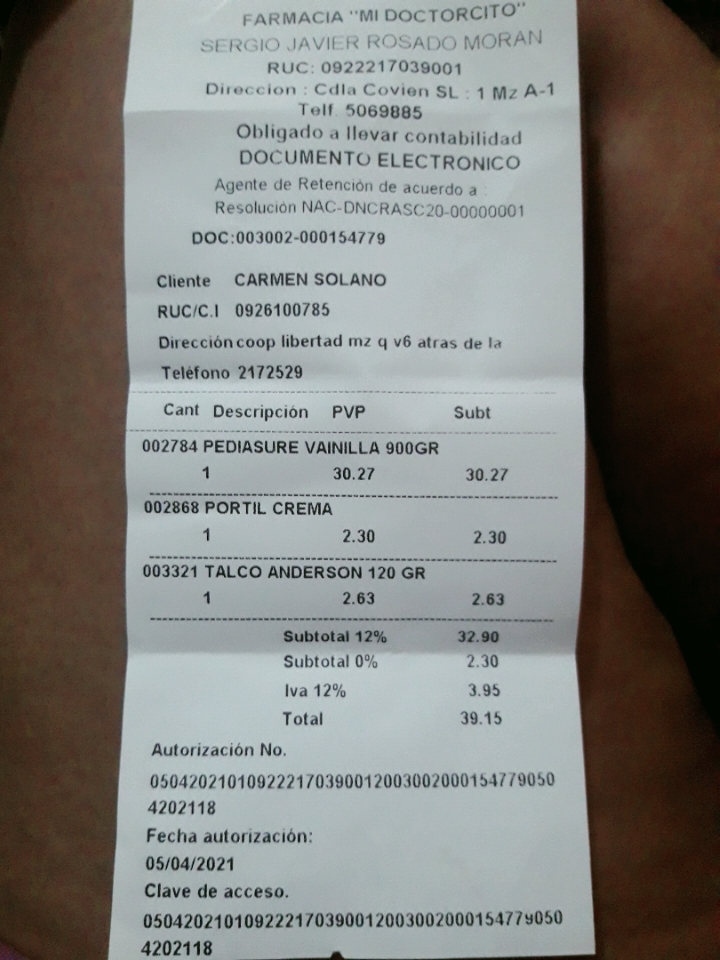 FARMACIA "MI DOCTORCITO"
SERGIO JAVIER ROSADO MORAN
RUC: 0922217039001
Direccion : Cdla Covien SL : 1 Mz A-1
Telf. 5069885
Obligado a llevar contabilidad
DOCUMENTO ELECTRONICO
Agente de Retención de acuerdo a :
Resolución NAC-DNCRASC20-00000001
DOC:003002-000154779
Cliente CARMEN SOLANO
RUC/C.I 0926100785
Dirección coop libertad mz q v6 atras de la
Teléfono 2172529
Cant Descripción PVP Subt
002784 PEDIASURE VAINILLA 900GR
1 30.27 30.27
002868 PORTIL CREMA
1 2.30 2.30
003321 TALCO ANDERSON 120 GR
1 2.63 2.63
Subtotal 12% 32.90
Subtotal 0% 2.30
Iva 12% 3.95
Total 39.15
Autorización No.
050420210109222170390012003002000154779050
4202118
Fecha autorización:
05/04/2021
Clave de acceso.
050420210109222170390012003002000154779050
4202118